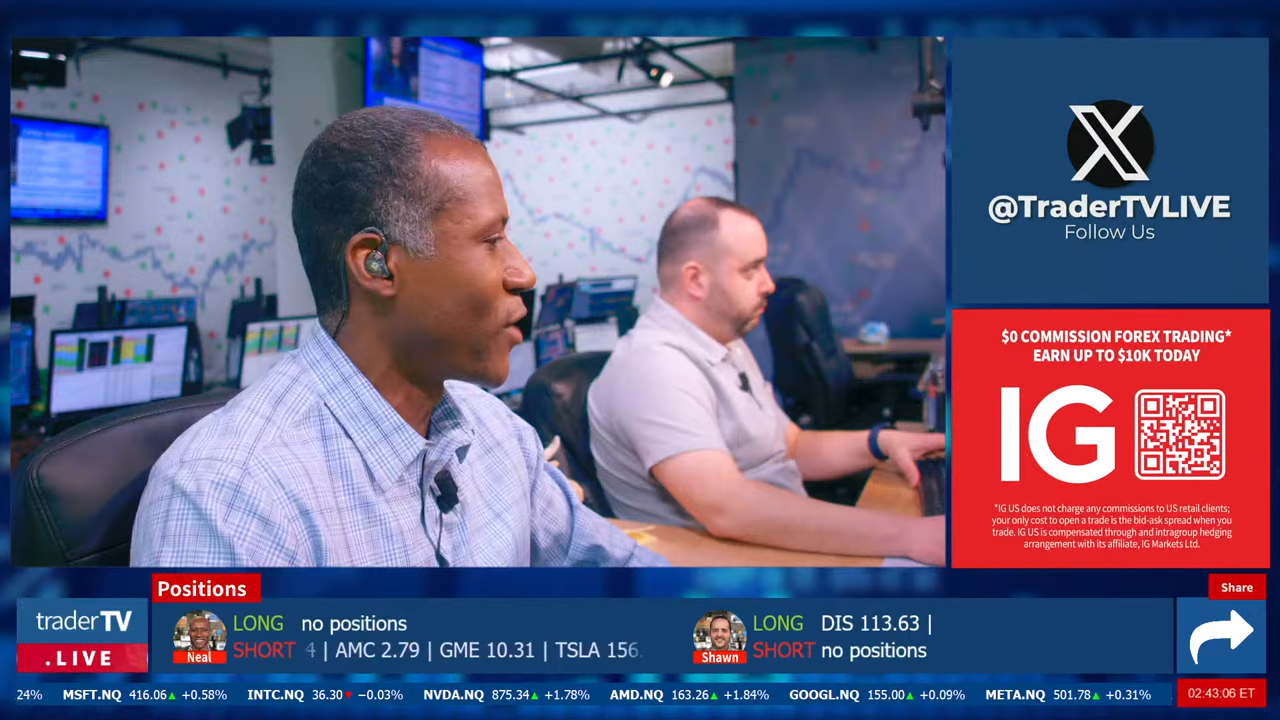 @TraderTVLIVE
Follow Us
$0 COMMISSION FOREX TRADING*
EARN UP TO $10K TODAY
IG
*IG US does not charge any commissions to US retail clients;
your only cost to open a trade is the bid-ask spread when you
trade. IG US is compensated through and intragroup hedging
arrangement with its affiliate, IG Markets Ltd.
Positions
Share
traderTV
.LIVE
Neal
LONG no positions
SHORT 4 | AMC 2.79 | GME 10.31 | TSLA 156.
Shawn
LONG DIS 113.63 |
SHORT no positions
24% MSFT.NQ 416.06▲ +0.58% INTC.NQ 36.30▼ −0.03% NVDA.NQ 875.34▲ +1.78% AMD.NQ 163.26▲ +1.84% GOOGL.NQ 155.00▲ +0.09% META.NQ 501.78▲ +0.31%
02:43:06 ET